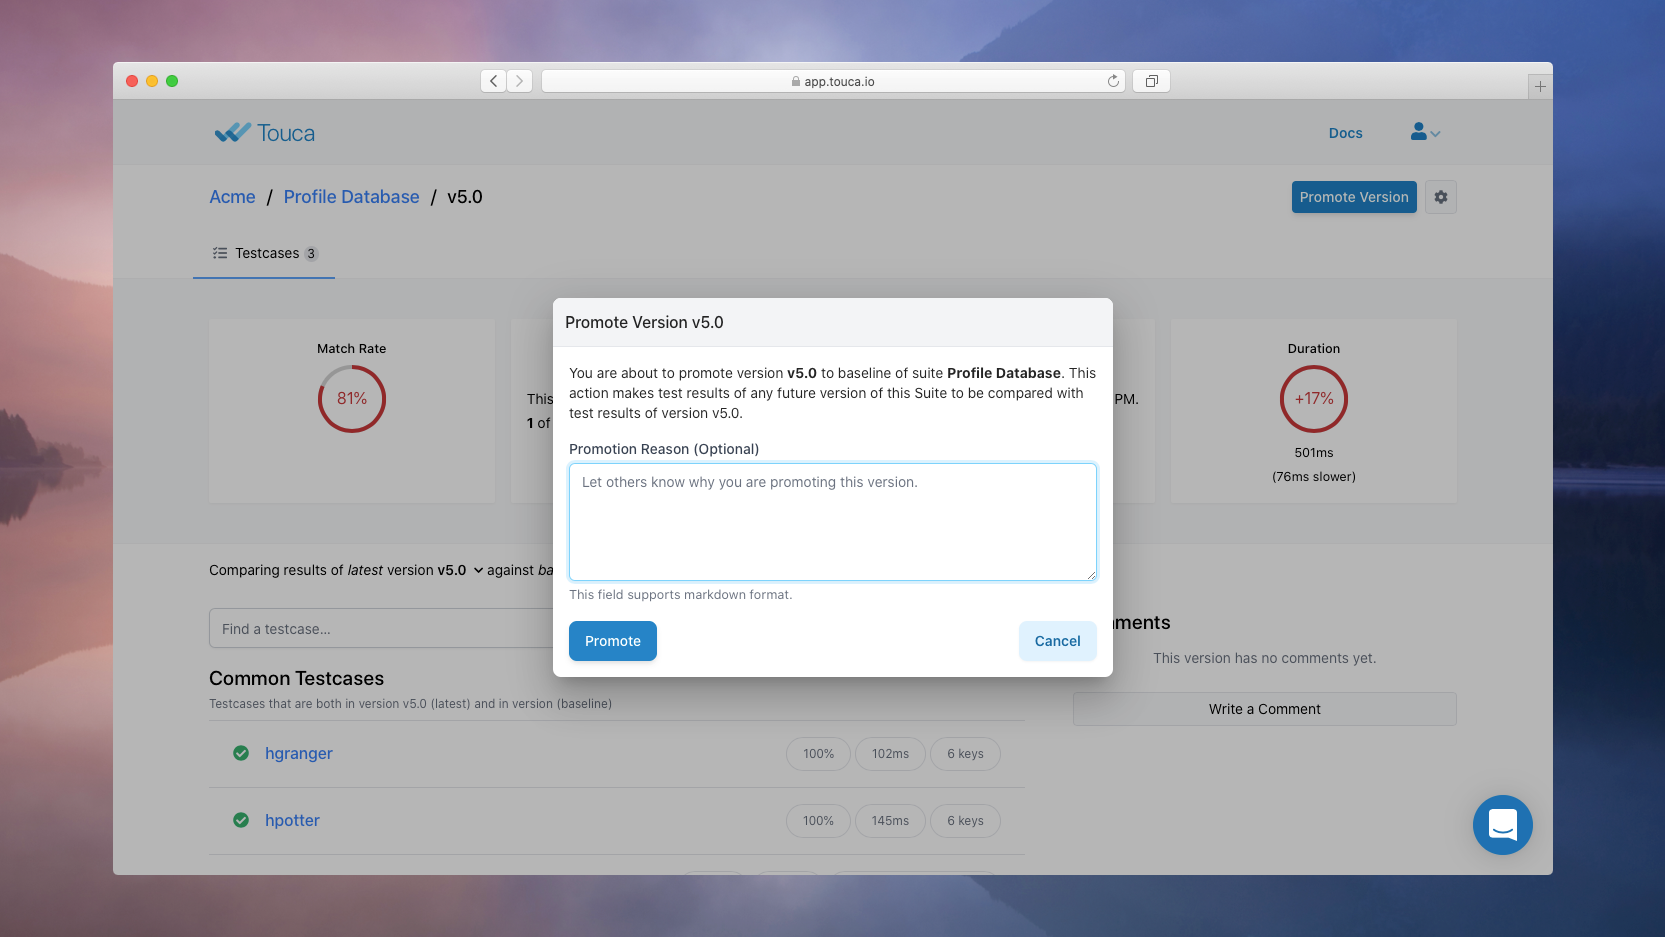 app.touca.io
Touca
Docs
Acme / Profile Database / v5.0
Promote Version
Testcases 3
Match Rate
81%
This
1 of
PM.
Duration
+17%
501ms
(76ms slower)
Promote Version v5.0
You are about to promote version v5.0 to baseline of suite Profile Database. This
action makes test results of any future version of this Suite to be compared with
test results of version v5.0.
Promotion Reason (Optional)
Let others know why you are promoting this version.
This field supports markdown format.
Promote
Cancel
Comparing results of latest version v5.0 against ba
Find a testcase...
Common Testcases
Testcases that are both in version v5.0 (latest) and in version (baseline)
hgranger
100%
102ms
6 keys
hpotter
100%
145ms
6 keys
ments
This version has no comments yet.
Write a Comment